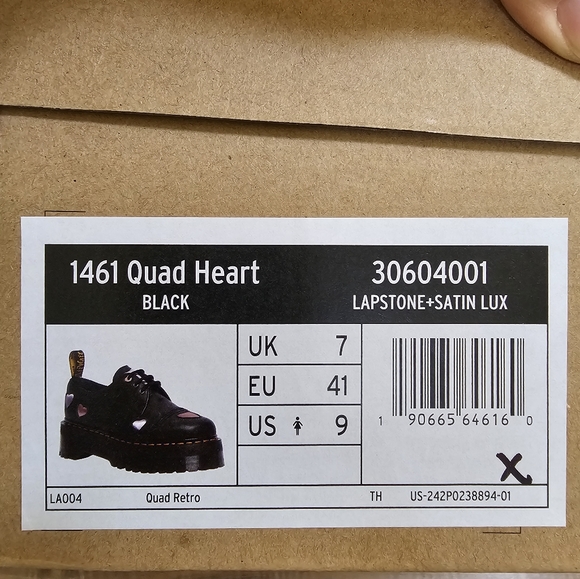 1461 Quad Heart 30604001
BLACK LAPSTONE+SATIN LUX
UK 7
EU 41
US 9
1 90665 64616 0
X
LA004 Quad Retro TH US-242P0238894-01